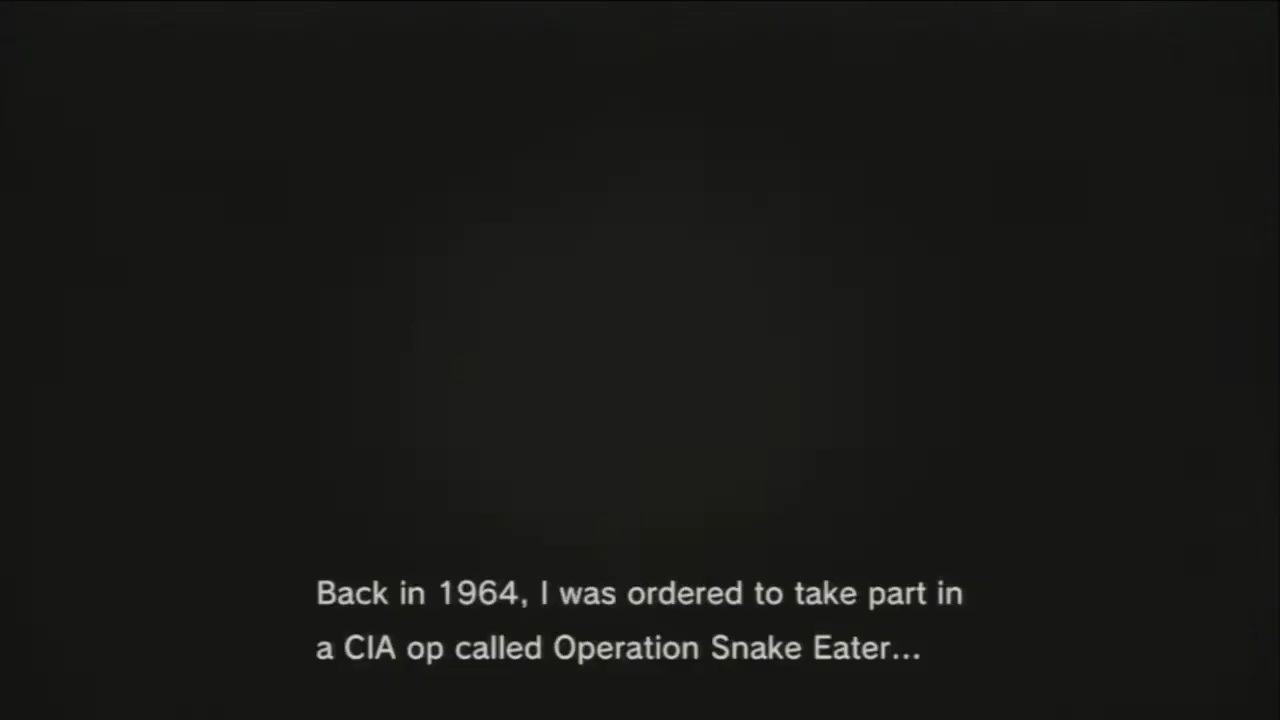 Back in 1964, I was ordered to take part in
a CIA op called Operation Snake Eater...